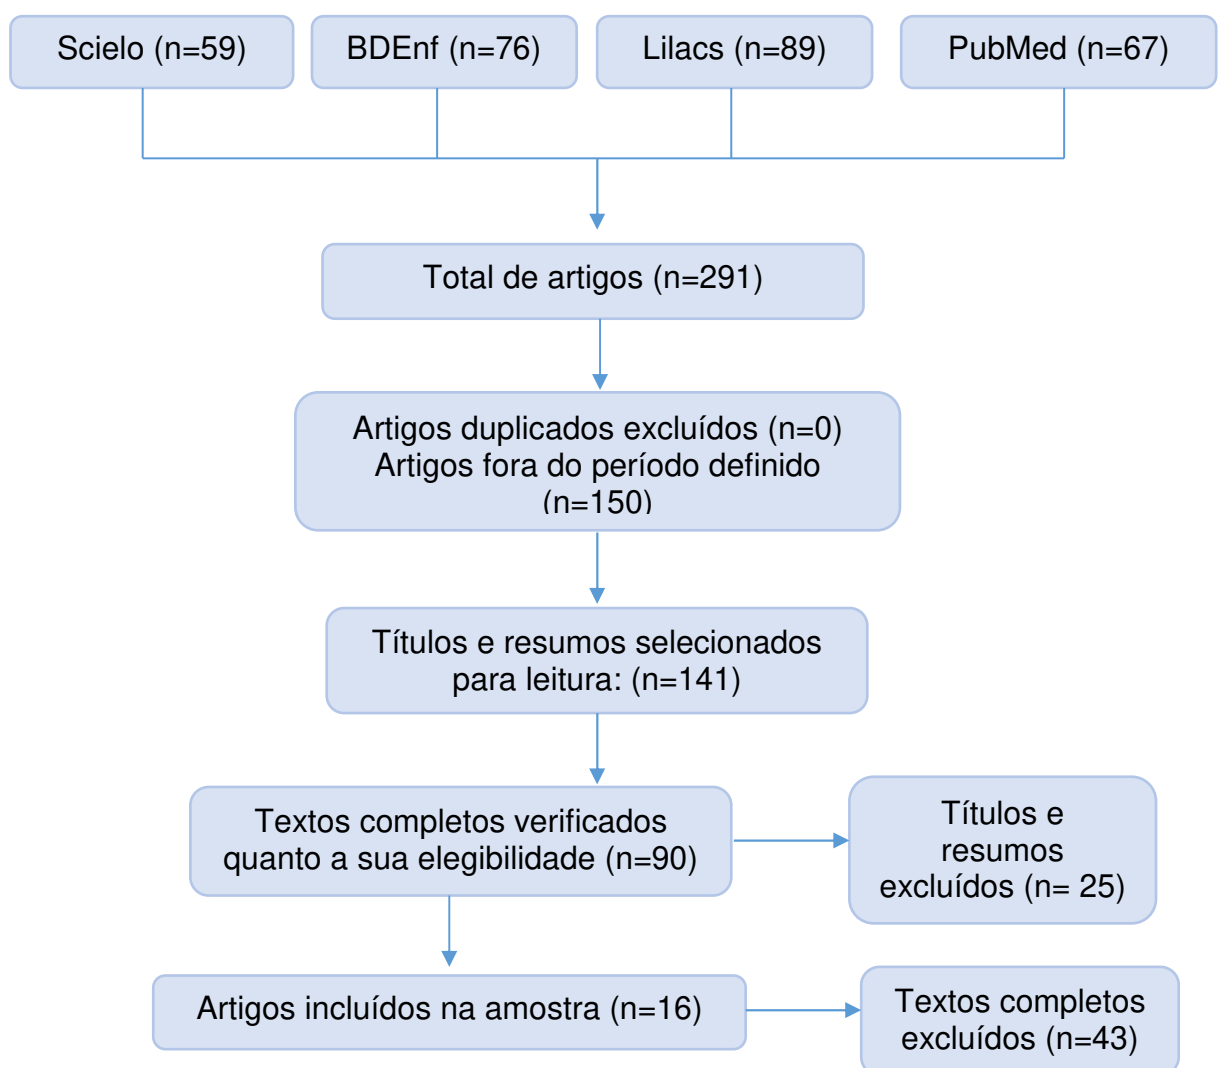 Scielo (n=59)
BDEnf (n=76)
Lilacs (n=89)
PubMed (n=67)
Total de artigos (n=291)
Artigos duplicados excluídos (n=0)
Artigos fora do período definido
(n=150)
Títulos e resumos selecionados
para leitura: (n=141)
Textos completos verificados
quanto a sua elegibilidade (n=90)
Títulos e
resumos
excluídos (n= 25)
Artigos incluídos na amostra (n=16)
Textos completos
excluídos (n=43)